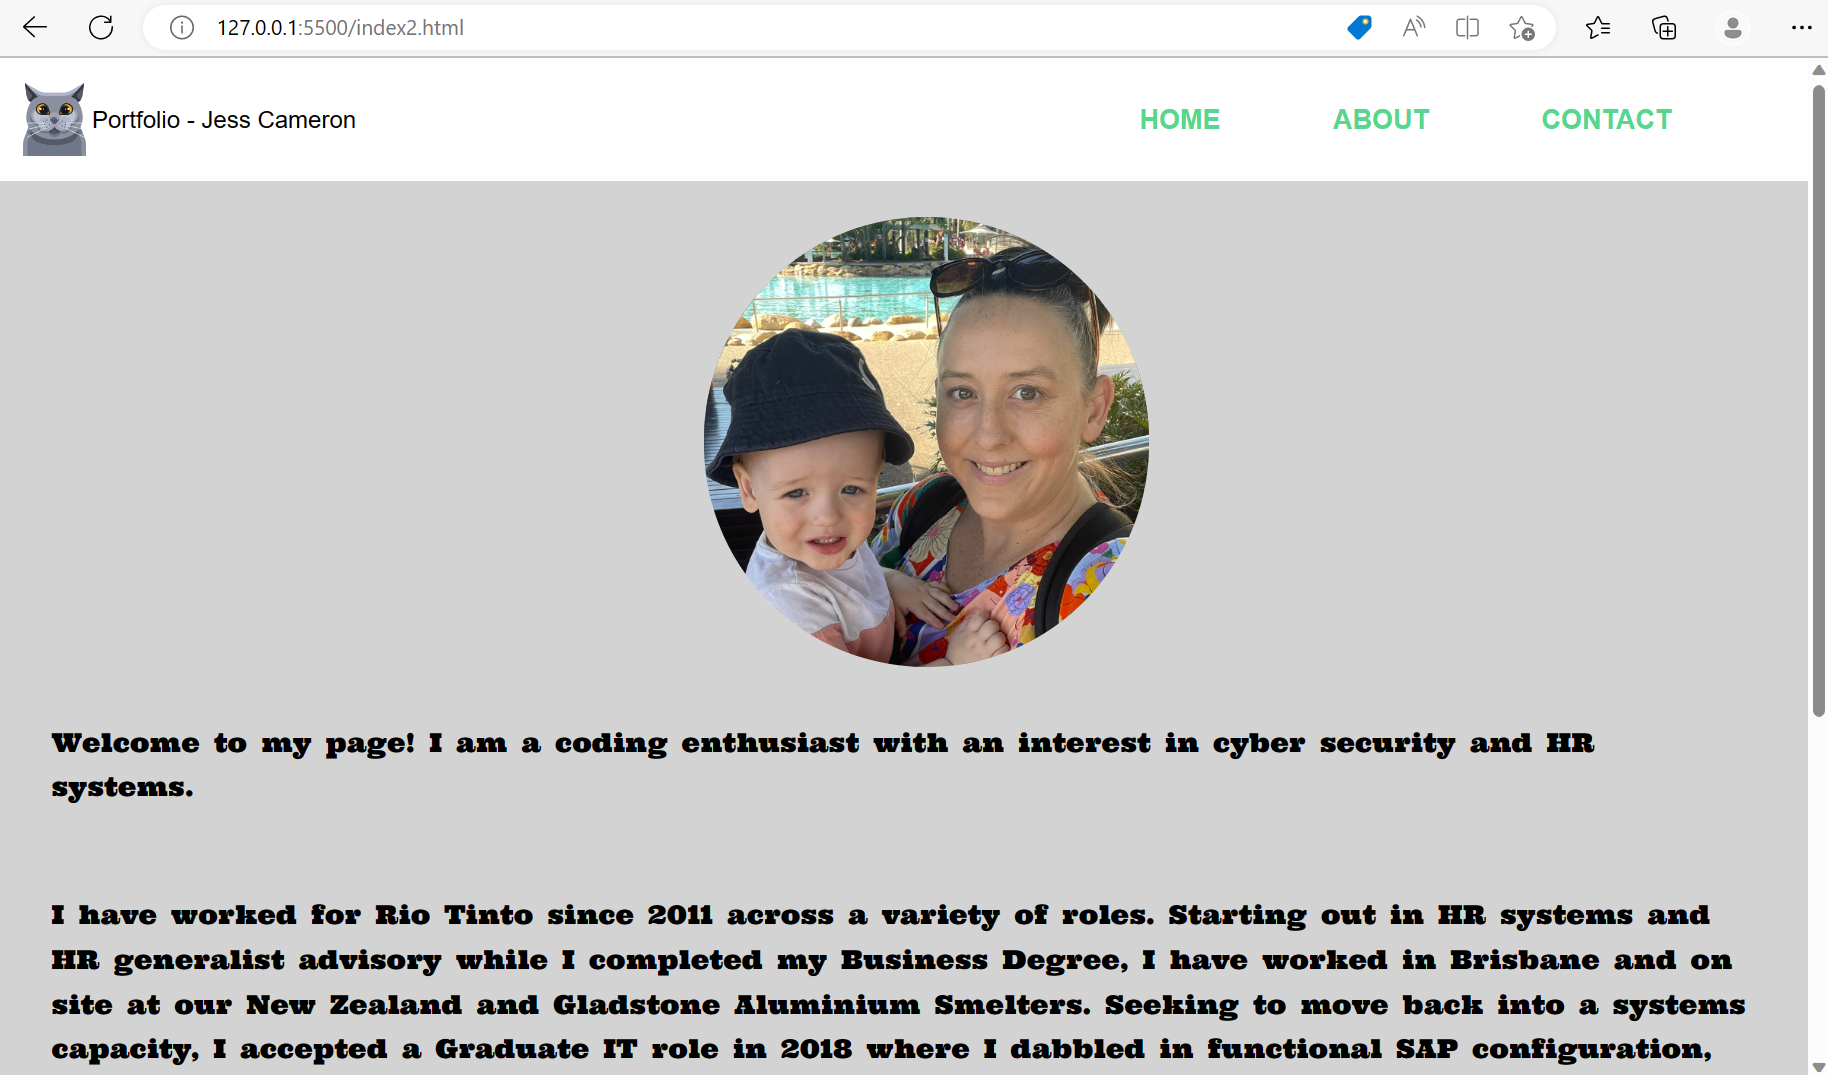 127.0.0.1:5500/index2.html
Portfolio - Jess Cameron
HOME ABOUT CONTACT
Welcome to my page! I am a coding enthusiast with an interest in cyber security and HR
systems.
I have worked for Rio Tinto since 2011 across a variety of roles. Starting out in HR systems and
HR generalist advisory while I completed my Business Degree, I have worked in Brisbane and on
site at our New Zealand and Gladstone Aluminium Smelters. Seeking to move back into a systems
capacity, I accepted a Graduate IT role in 2018 where I dabbled in functional SAP configuration,